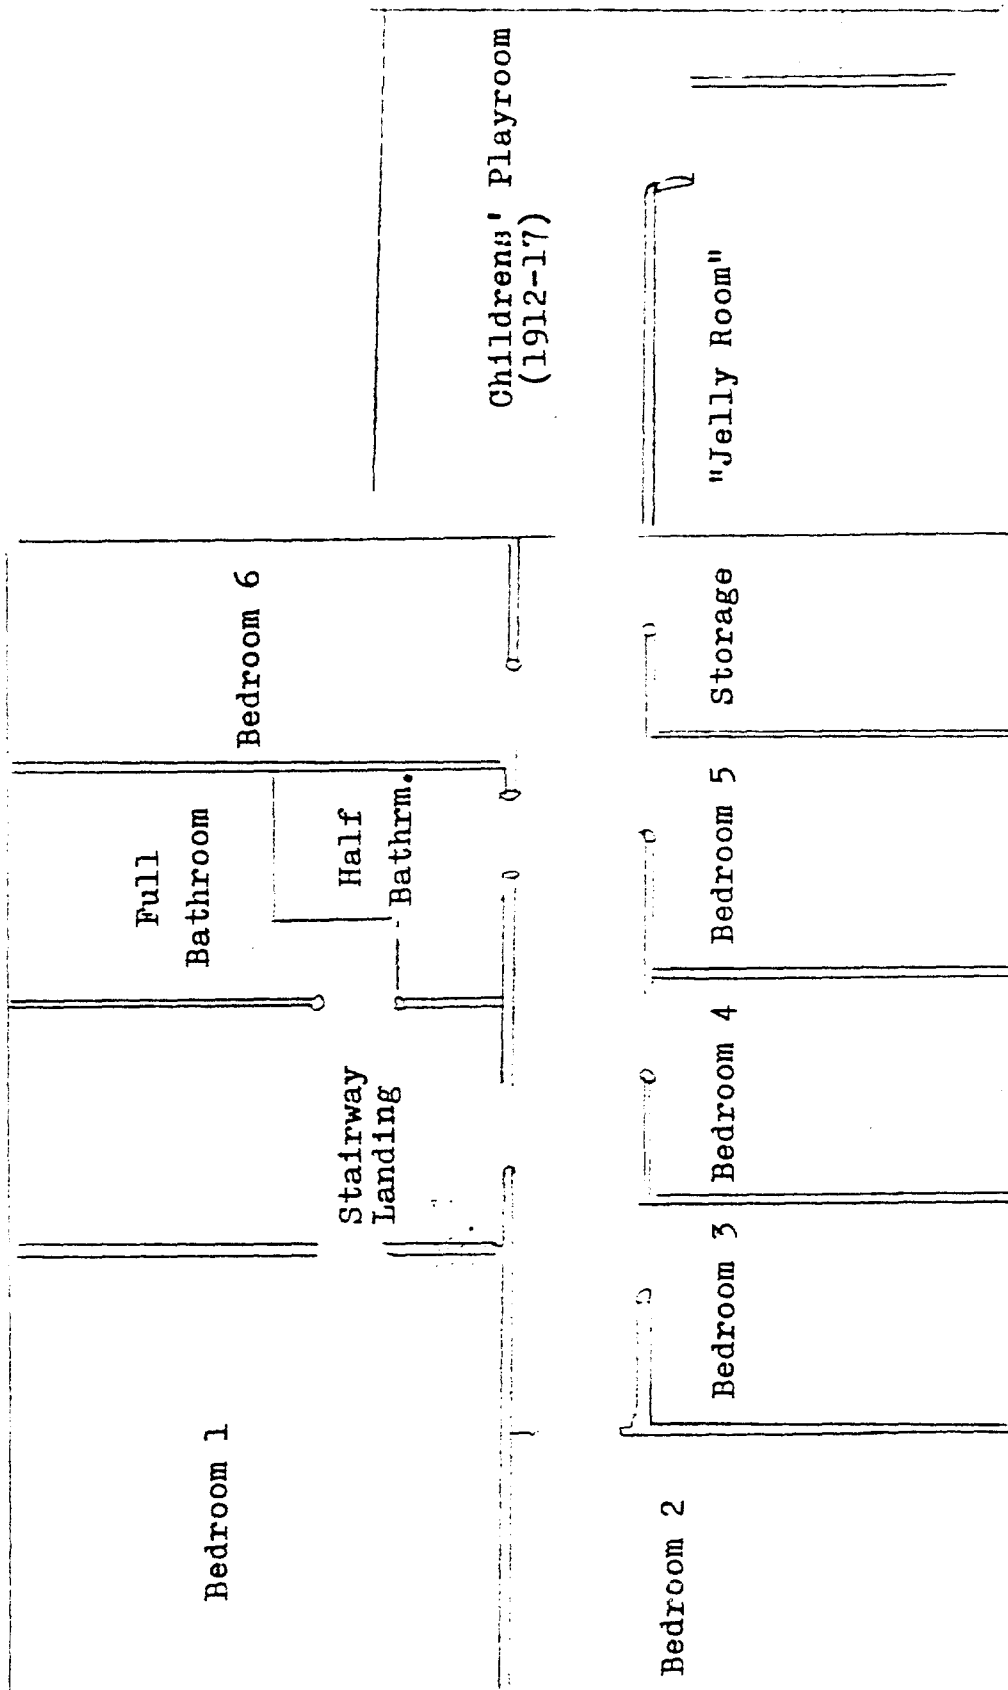 Bedroom 1
Stairway
Landing
Full
Bathroom
Half
Bathrm.
Bedroom 6
Childrens' Playroom
(1912-17)
Bedroom 2
Bedroom 3
Bedroom 4
Bedroom 5
Storage
"Jelly Room"